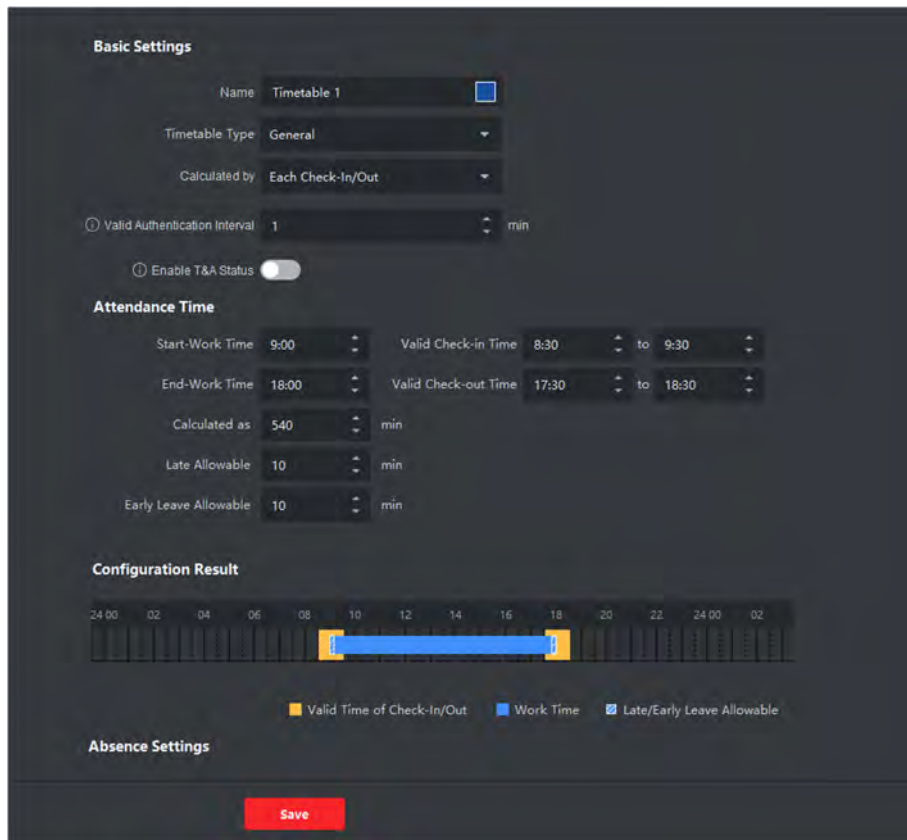 Basic Settings
Name Timetable 1
Timetable Type General
Calculated by Each Check-In/Out
Valid Authentication Interval 1 min
Enable T&A Status
Attendance Time
Start-Work Time 9:00 Valid Check-in Time 8:30 to 9:30
End-Work Time 18:00 Valid Check-out Time 17:30 to 18:30
Calculated as 540 min
Late Allowable 10 min
Early Leave Allowable 10 min
Configuration Result
24 00 02 04 06 08 10 12 14 16 18 20 22 24 00 02
Valid Time of Check-In/Out Work Time Late/Early Leave Allowable
Absence Settings
Save